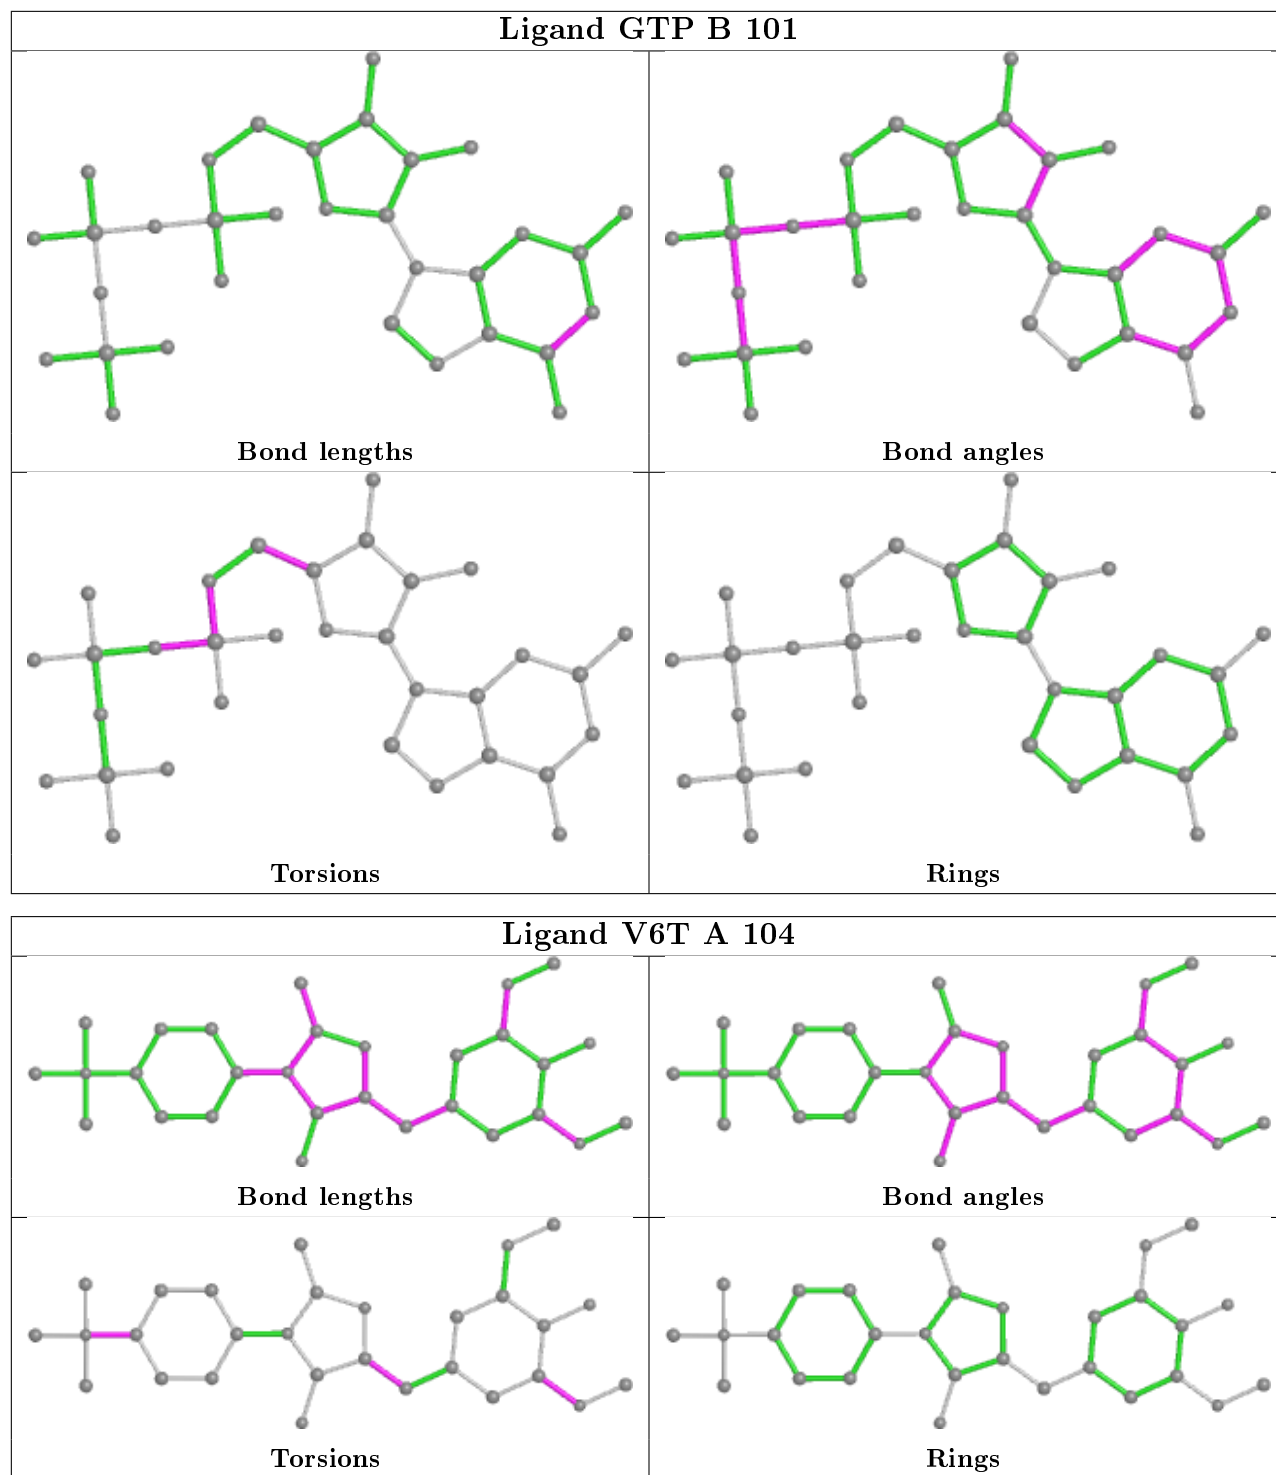 Ligand GTP B 101
Bond lengths
Bond angles
Torsions
Rings
Ligand V6T A 104
Bond lengths
Bond angles
Torsions
Rings